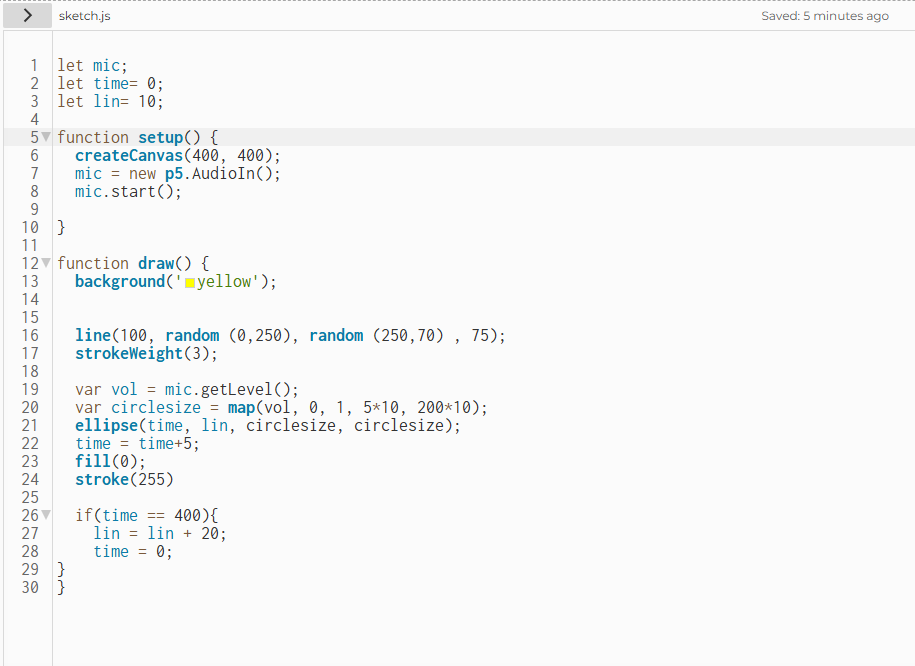 sketch.js
Saved: 5 minutes ago
1 let mic;
2 let time= 0;
3 let lin= 10;
4
5 function setup() {
6   createCanvas(400, 400);
7   mic = new p5.AudioIn();
8   mic.start();
9
10 }
11
12 function draw() {
13   background('yellow');
14
15
16   line(100, random (0,250), random (250,70) , 75);
17   strokeWeight(3);
18
19   var vol = mic.getLevel();
20   var circlesize = map(vol, 0, 1, 5*10, 200*10);
21   ellipse(time, lin, circlesize, circlesize);
22   time = time+5;
23   fill(0);
24   stroke(255)
25
26   if(time == 400){
27     lin = lin + 20;
28     time = 0;
29 }
30 }